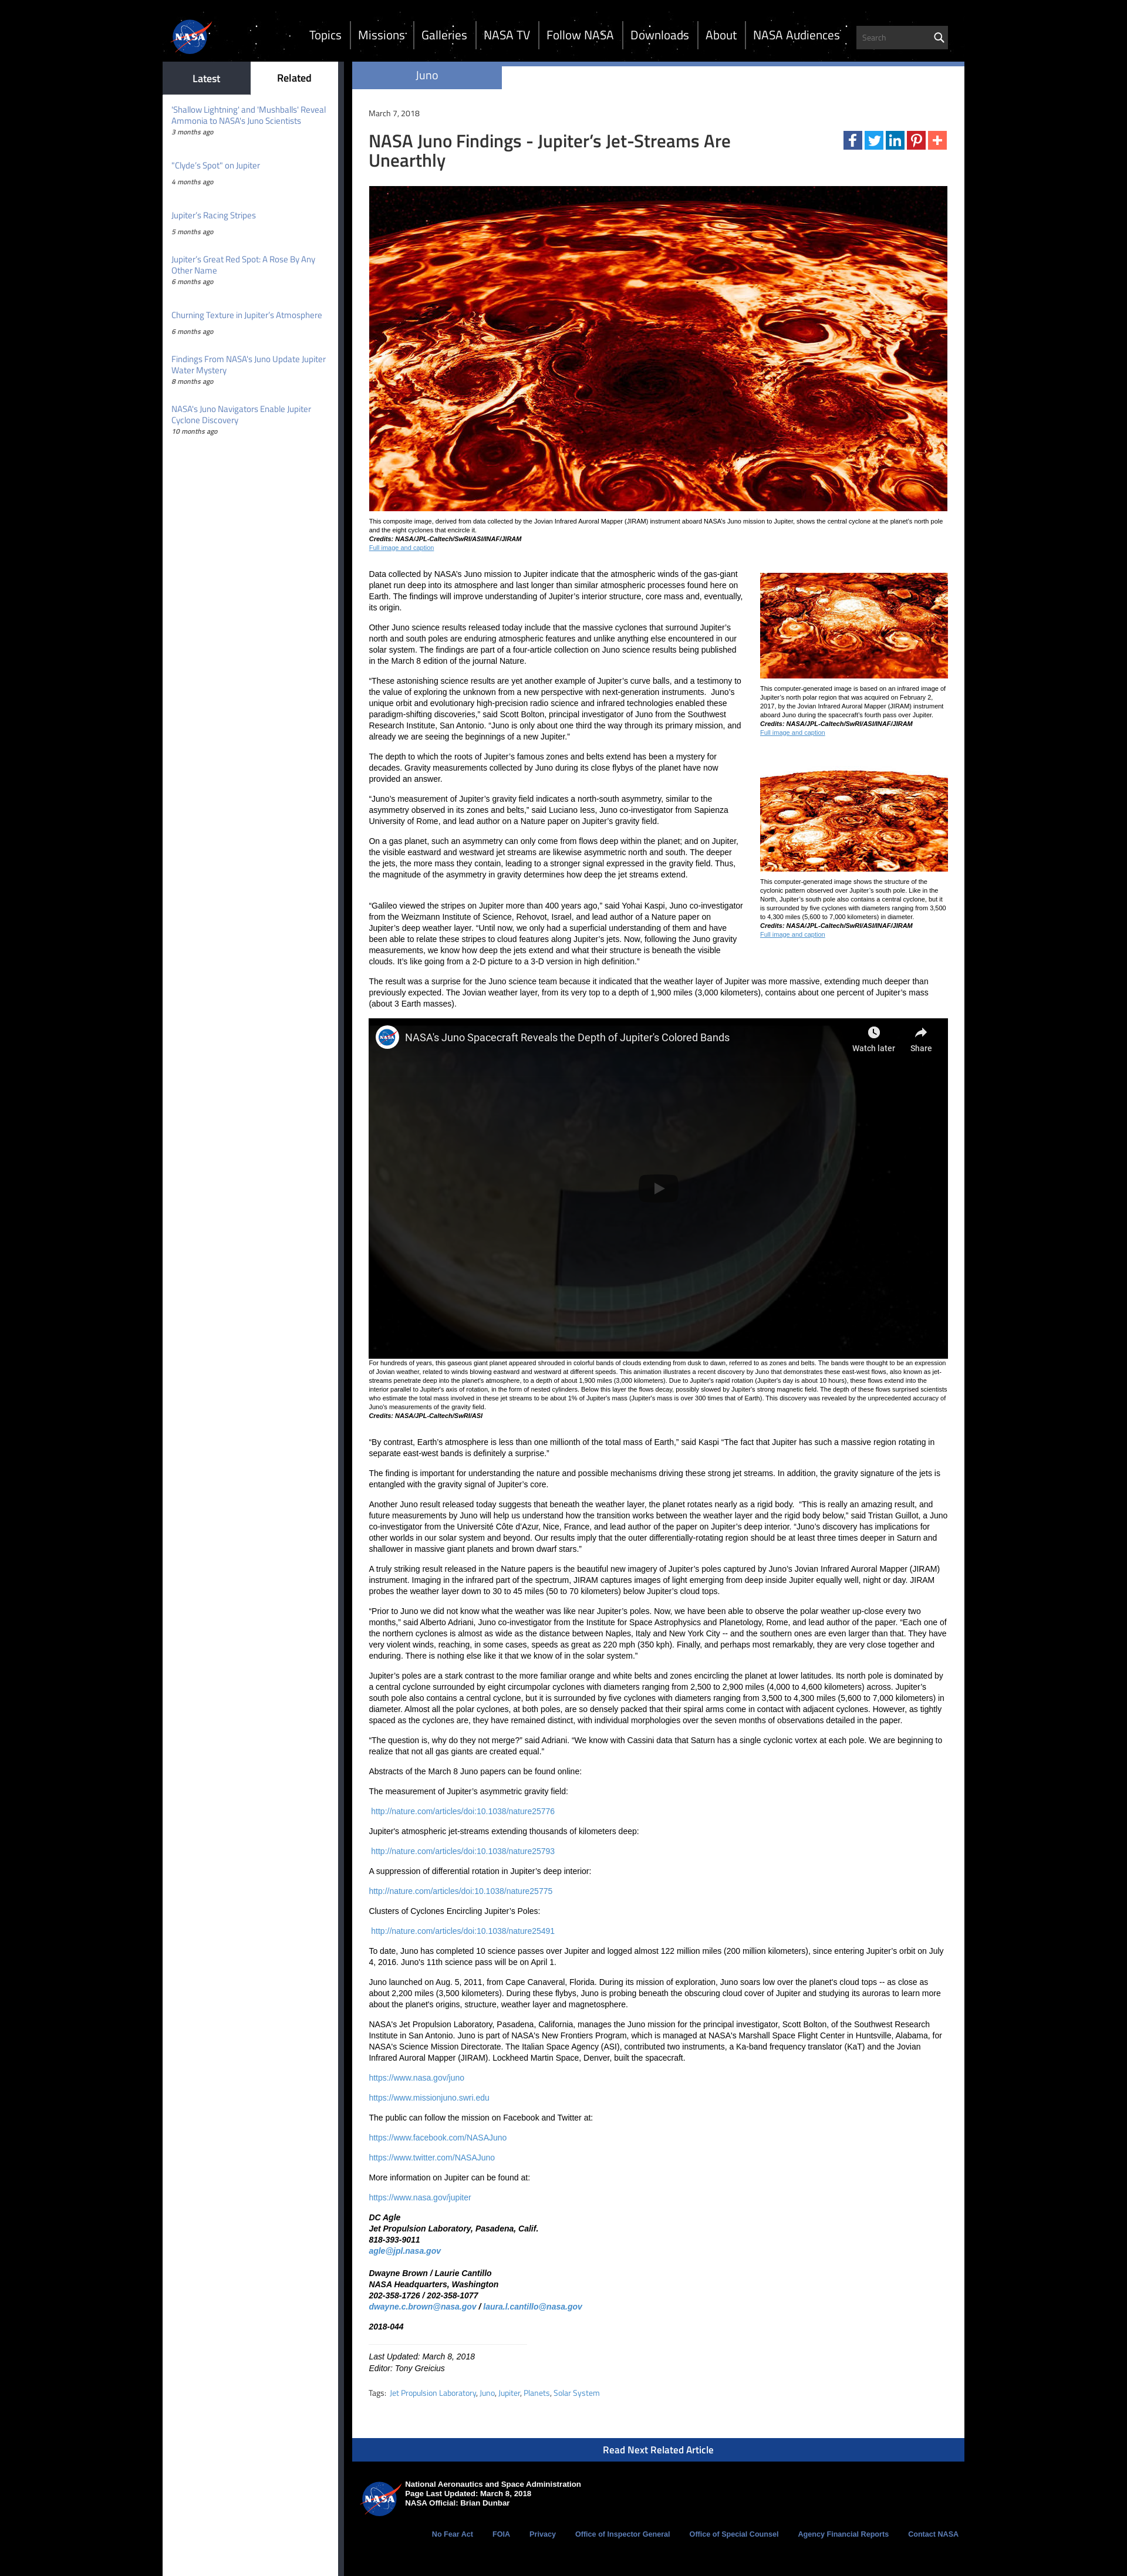 NASA
Topics
Missions
Galleries
NASA TV
Follow NASA
Downloads
About
NASA Audiences
Search
Latest
Related
'Shallow Lightning' and 'Mushballs' Reveal
Ammonia to NASA's Juno Scientists
3 months ago
"Clyde's Spot" on Jupiter
4 months ago
Jupiter's Racing Stripes
5 months ago
Jupiter's Great Red Spot: A Rose By Any
Other Name
6 months ago
Churning Texture in Jupiter's Atmosphere
6 months ago
Findings From NASA's Juno Update Jupiter
Water Mystery
8 months ago
NASA's Juno Navigators Enable Jupiter
Cyclone Discovery
10 months ago
Juno
March 7, 2018
NASA Juno Findings - Jupiter’s Jet-Streams Are
Unearthly
This composite image, derived from data collected by the Jovian Infrared Auroral Mapper (JIRAM) instrument aboard NASA's Juno mission to Jupiter, shows the central cyclone at the planet's north pole
and the eight cyclones that encircle it.
Credits: NASA/JPL-Caltech/SwRI/ASI/INAF/JIRAM
Full image and caption
Data collected by NASA’s Juno mission to Jupiter indicate that the atmospheric winds of the gas-giant
planet run deep into its atmosphere and last longer than similar atmospheric processes found here on
Earth. The findings will improve understanding of Jupiter’s interior structure, core mass and, eventually,
its origin.
Other Juno science results released today include that the massive cyclones that surround Jupiter’s
north and south poles are enduring atmospheric features and unlike anything else encountered in our
solar system. The findings are part of a four-article collection on Juno science results being published
in the March 8 edition of the journal Nature.
“These astonishing science results are yet another example of Jupiter’s curve balls, and a testimony to
the value of exploring the unknown from a new perspective with next-generation instruments.  Juno’s
unique orbit and evolutionary high-precision radio science and infrared technologies enabled these
paradigm-shifting discoveries,” said Scott Bolton, principal investigator of Juno from the Southwest
Research Institute, San Antonio. “Juno is only about one third the way through its primary mission, and
already we are seeing the beginnings of a new Jupiter.”
The depth to which the roots of Jupiter’s famous zones and belts extend has been a mystery for
decades. Gravity measurements collected by Juno during its close flybys of the planet have now
provided an answer.
“Juno’s measurement of Jupiter’s gravity field indicates a north-south asymmetry, similar to the
asymmetry observed in its zones and belts,” said Luciano Iess, Juno co-investigator from Sapienza
University of Rome, and lead author on a Nature paper on Jupiter’s gravity field.
On a gas planet, such an asymmetry can only come from flows deep within the planet; and on Jupiter,
the visible eastward and westward jet streams are likewise asymmetric north and south. The deeper
the jets, the more mass they contain, leading to a stronger signal expressed in the gravity field. Thus,
the magnitude of the asymmetry in gravity determines how deep the jet streams extend.
“Galileo viewed the stripes on Jupiter more than 400 years ago,” said Yohai Kaspi, Juno co-investigator
from the Weizmann Institute of Science, Rehovot, Israel, and lead author of a Nature paper on
Jupiter’s deep weather layer. “Until now, we only had a superficial understanding of them and have
been able to relate these stripes to cloud features along Jupiter’s jets. Now, following the Juno gravity
measurements, we know how deep the jets extend and what their structure is beneath the visible
clouds. It’s like going from a 2-D picture to a 3-D version in high definition.”
This computer-generated image is based on an infrared image of
Jupiter's north polar region that was acquired on February 2,
2017, by the Jovian Infrared Auroral Mapper (JIRAM) instrument
aboard Juno during the spacecraft's fourth pass over Jupiter.
Credits: NASA/JPL-Caltech/SwRI/ASI/INAF/JIRAM
Full image and caption
This computer-generated image shows the structure of the
cyclonic pattern observed over Jupiter's south pole. Like in the
North, Jupiter's south pole also contains a central cyclone, but it
is surrounded by five cyclones with diameters ranging from 3,500
to 4,300 miles (5,600 to 7,000 kilometers) in diameter.
Credits: NASA/JPL-Caltech/SwRI/ASI/INAF/JIRAM
Full image and caption
The result was a surprise for the Juno science team because it indicated that the weather layer of Jupiter was more massive, extending much deeper than
previously expected. The Jovian weather layer, from its very top to a depth of 1,900 miles (3,000 kilometers), contains about one percent of Jupiter’s mass
(about 3 Earth masses).
NASA's Juno Spacecraft Reveals the Depth of Jupiter's Colored Bands
Watch later
Share
For hundreds of years, this gaseous giant planet appeared shrouded in colorful bands of clouds extending from dusk to dawn, referred to as zones and belts. The bands were thought to be an expression
of Jovian weather, related to winds blowing eastward and westward at different speeds. This animation illustrates a recent discovery by Juno that demonstrates these east-west flows, also known as jet-
streams penetrate deep into the planet's atmosphere, to a depth of about 1,900 miles (3,000 kilometers). Due to Jupiter's rapid rotation (Jupiter's day is about 10 hours), these flows extend into the
interior parallel to Jupiter's axis of rotation, in the form of nested cylinders. Below this layer the flows decay, possibly slowed by Jupiter's strong magnetic field. The depth of these flows surprised scientists
who estimate the total mass involved in these jet streams to be about 1% of Jupiter's mass (Jupiter's mass is over 300 times that of Earth). This discovery was revealed by the unprecedented accuracy of
Juno's measurements of the gravity field.
Credits: NASA/JPL-Caltech/SwRI/ASI
“By contrast, Earth’s atmosphere is less than one millionth of the total mass of Earth,” said Kaspi “The fact that Jupiter has such a massive region rotating in
separate east-west bands is definitely a surprise.”
The finding is important for understanding the nature and possible mechanisms driving these strong jet streams. In addition, the gravity signature of the jets is
entangled with the gravity signal of Jupiter’s core.
Another Juno result released today suggests that beneath the weather layer, the planet rotates nearly as a rigid body.  “This is really an amazing result, and
future measurements by Juno will help us understand how the transition works between the weather layer and the rigid body below,” said Tristan Guillot, a Juno
co-investigator from the Université Côte d’Azur, Nice, France, and lead author of the paper on Jupiter’s deep interior. “Juno’s discovery has implications for
other worlds in our solar system and beyond. Our results imply that the outer differentially-rotating region should be at least three times deeper in Saturn and
shallower in massive giant planets and brown dwarf stars.”
A truly striking result released in the Nature papers is the beautiful new imagery of Jupiter’s poles captured by Juno’s Jovian Infrared Auroral Mapper (JIRAM)
instrument. Imaging in the infrared part of the spectrum, JIRAM captures images of light emerging from deep inside Jupiter equally well, night or day. JIRAM
probes the weather layer down to 30 to 45 miles (50 to 70 kilometers) below Jupiter’s cloud tops.
“Prior to Juno we did not know what the weather was like near Jupiter’s poles. Now, we have been able to observe the polar weather up-close every two
months,” said Alberto Adriani, Juno co-investigator from the Institute for Space Astrophysics and Planetology, Rome, and lead author of the paper. “Each one of
the northern cyclones is almost as wide as the distance between Naples, Italy and New York City -- and the southern ones are even larger than that. They have
very violent winds, reaching, in some cases, speeds as great as 220 mph (350 kph). Finally, and perhaps most remarkably, they are very close together and
enduring. There is nothing else like it that we know of in the solar system.”
Jupiter’s poles are a stark contrast to the more familiar orange and white belts and zones encircling the planet at lower latitudes. Its north pole is dominated by
a central cyclone surrounded by eight circumpolar cyclones with diameters ranging from 2,500 to 2,900 miles (4,000 to 4,600 kilometers) across. Jupiter’s
south pole also contains a central cyclone, but it is surrounded by five cyclones with diameters ranging from 3,500 to 4,300 miles (5,600 to 7,000 kilometers) in
diameter. Almost all the polar cyclones, at both poles, are so densely packed that their spiral arms come in contact with adjacent cyclones. However, as tightly
spaced as the cyclones are, they have remained distinct, with individual morphologies over the seven months of observations detailed in the paper.
“The question is, why do they not merge?” said Adriani. “We know with Cassini data that Saturn has a single cyclonic vortex at each pole. We are beginning to
realize that not all gas giants are created equal.”
Abstracts of the March 8 Juno papers can be found online:
The measurement of Jupiter’s asymmetric gravity field:
http://nature.com/articles/doi:10.1038/nature25776
Jupiter's atmospheric jet-streams extending thousands of kilometers deep:
http://nature.com/articles/doi:10.1038/nature25793
A suppression of differential rotation in Jupiter’s deep interior:
http://nature.com/articles/doi:10.1038/nature25775
Clusters of Cyclones Encircling Jupiter’s Poles:
http://nature.com/articles/doi:10.1038/nature25491
To date, Juno has completed 10 science passes over Jupiter and logged almost 122 million miles (200 million kilometers), since entering Jupiter’s orbit on July
4, 2016. Juno's 11th science pass will be on April 1.
Juno launched on Aug. 5, 2011, from Cape Canaveral, Florida. During its mission of exploration, Juno soars low over the planet's cloud tops -- as close as
about 2,200 miles (3,500 kilometers). During these flybys, Juno is probing beneath the obscuring cloud cover of Jupiter and studying its auroras to learn more
about the planet's origins, structure, weather layer and magnetosphere.
NASA's Jet Propulsion Laboratory, Pasadena, California, manages the Juno mission for the principal investigator, Scott Bolton, of the Southwest Research
Institute in San Antonio. Juno is part of NASA's New Frontiers Program, which is managed at NASA's Marshall Space Flight Center in Huntsville, Alabama, for
NASA's Science Mission Directorate. The Italian Space Agency (ASI), contributed two instruments, a Ka-band frequency translator (KaT) and the Jovian
Infrared Auroral Mapper (JIRAM). Lockheed Martin Space, Denver, built the spacecraft.
https://www.nasa.gov/juno
https://www.missionjuno.swri.edu
The public can follow the mission on Facebook and Twitter at:
https://www.facebook.com/NASAJuno
https://www.twitter.com/NASAJuno
More information on Jupiter can be found at:
https://www.nasa.gov/jupiter
DC Agle
Jet Propulsion Laboratory, Pasadena, Calif.
818-393-9011
agle@jpl.nasa.gov
Dwayne Brown / Laurie Cantillo
NASA Headquarters, Washington
202-358-1726 / 202-358-1077
dwayne.c.brown@nasa.gov / laura.l.cantillo@nasa.gov
2018-044
Last Updated: March 8, 2018
Editor: Tony Greicius
Tags:  Jet Propulsion Laboratory, Juno, Jupiter, Planets, Solar System
Read Next Related Article
NASA
National Aeronautics and Space Administration
Page Last Updated: March 8, 2018
NASA Official: Brian Dunbar
No Fear Act
FOIA
Privacy
Office of Inspector General
Office of Special Counsel
Agency Financial Reports
Contact NASA